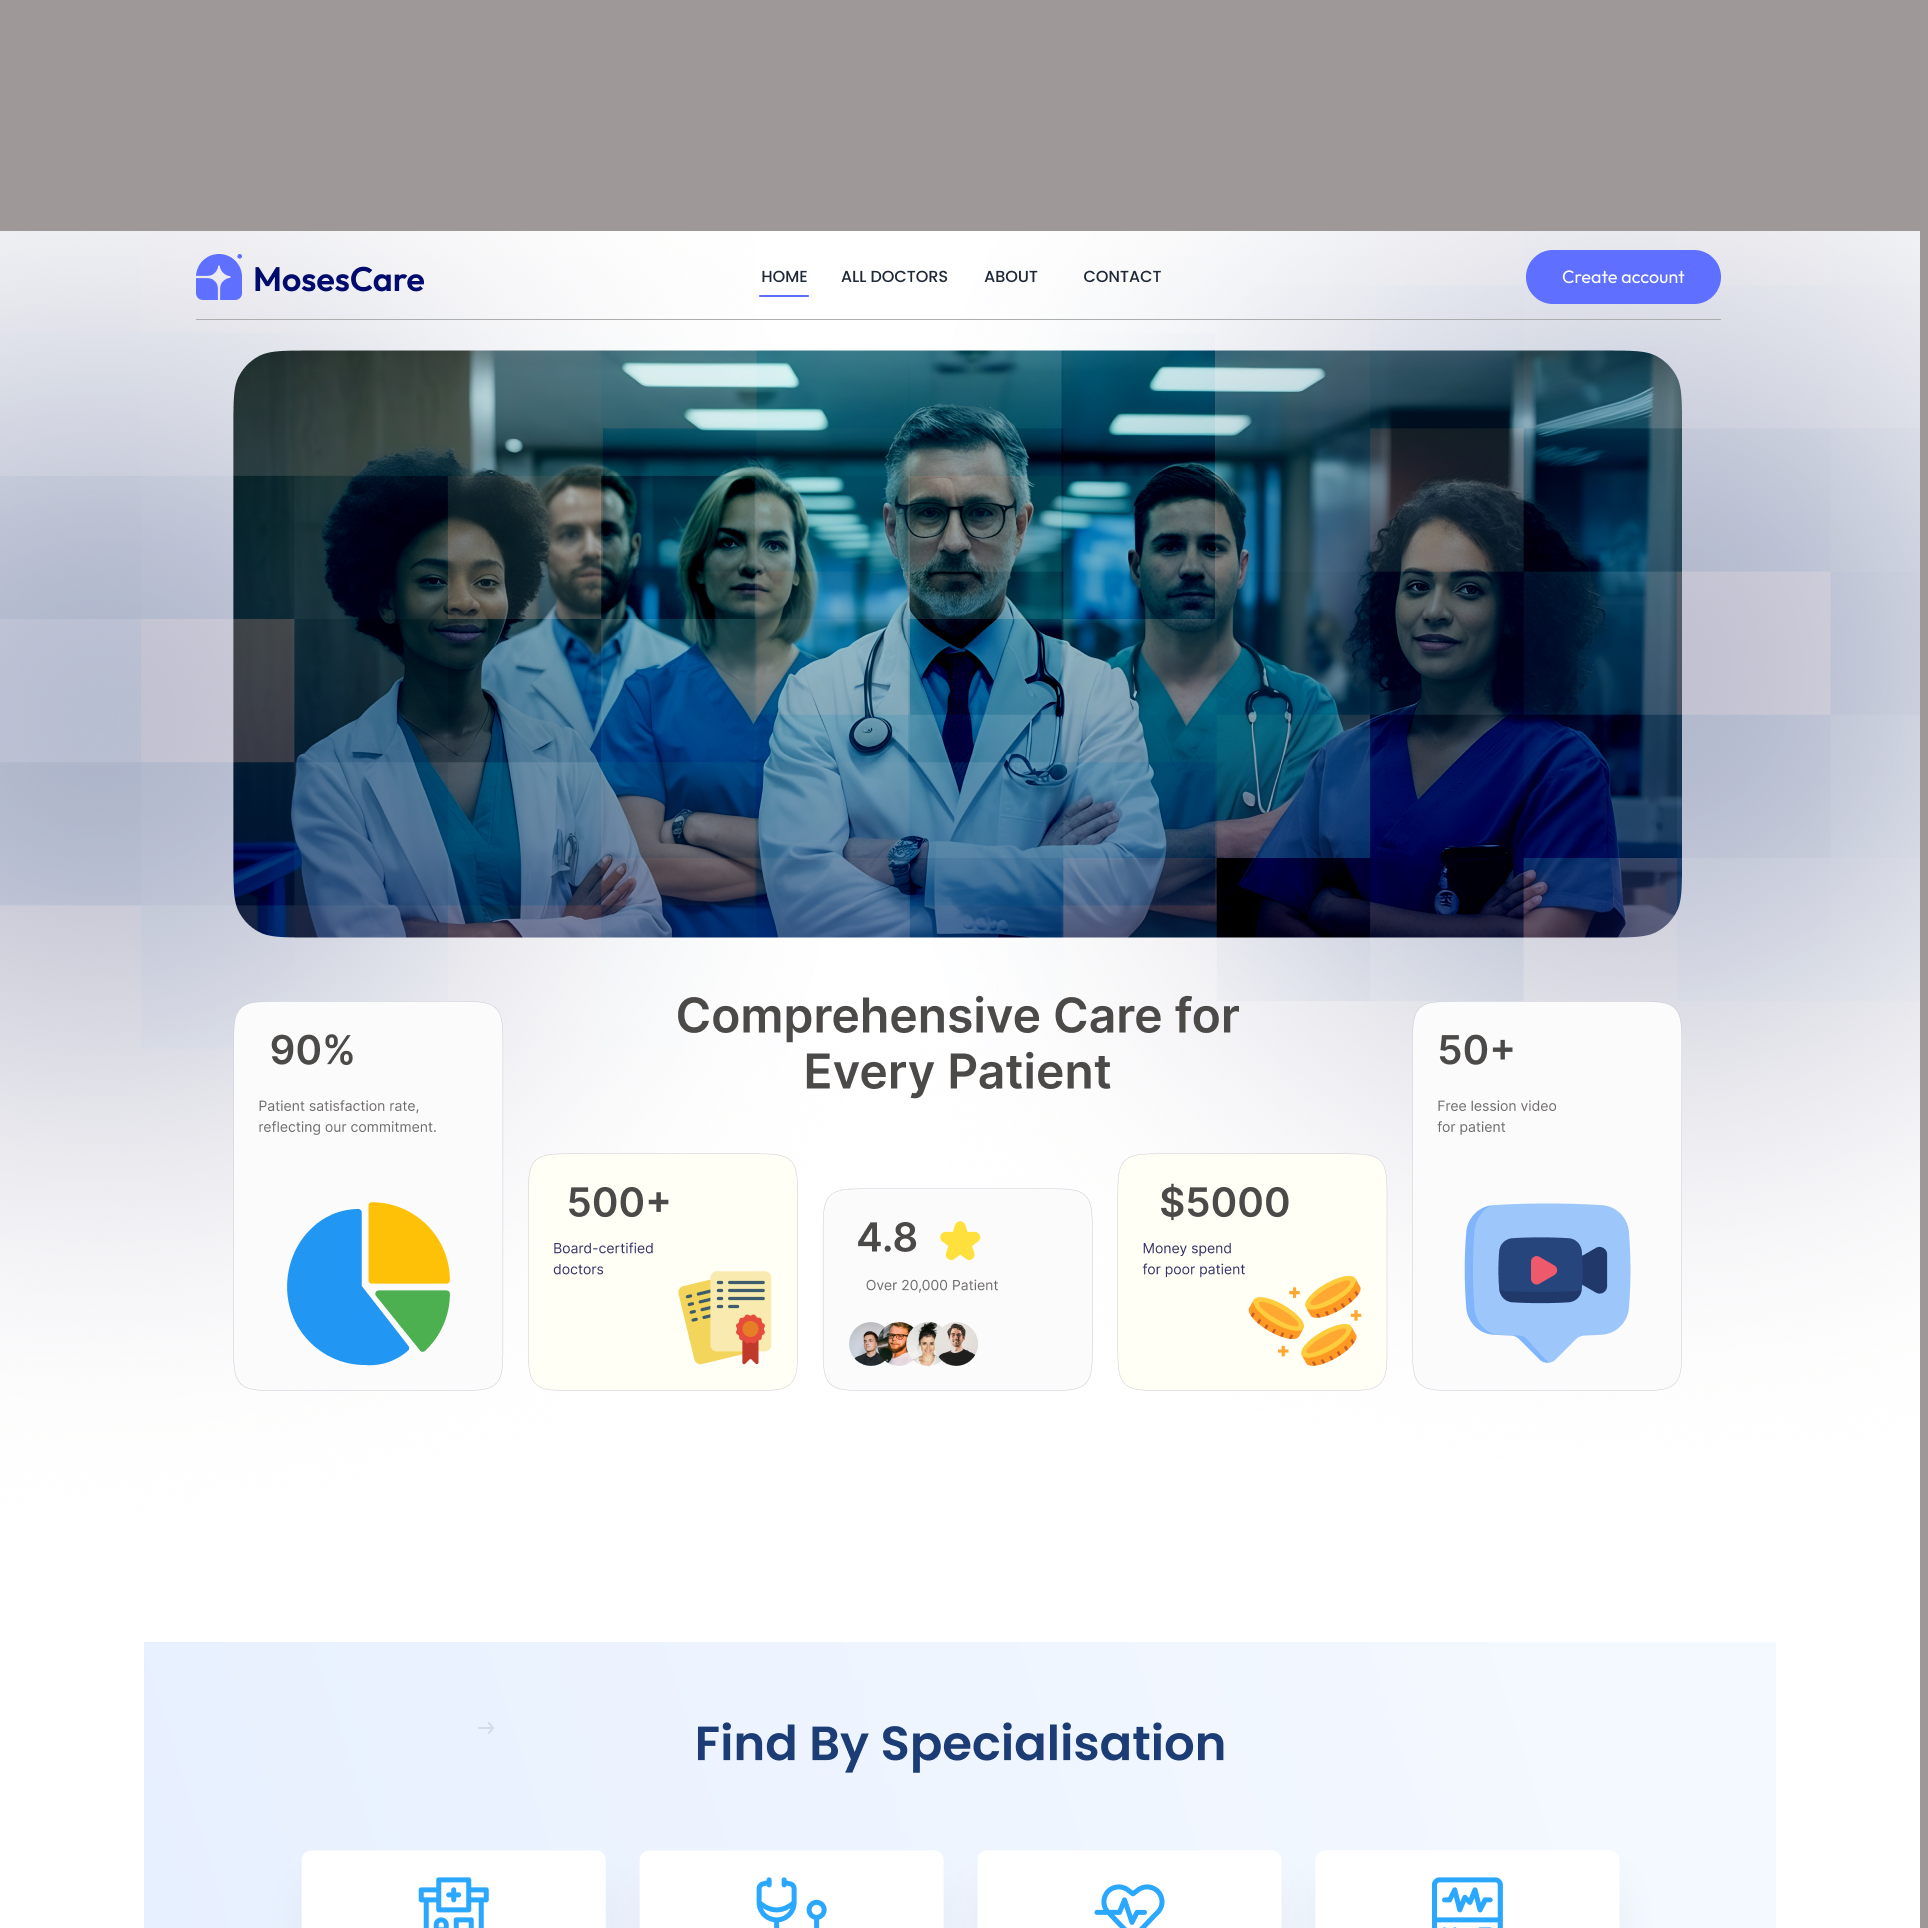 MosesCare
HOME
ALL DOCTORS
ABOUT
CONTACT
Create account
Comprehensive Care for
Every Patient
90%
Patient satisfaction rate,
reflecting our commitment.
500+
Board-certified
doctors
4.8
Over 20,000 Patient
$5000
Money spend
for poor patient
50+
Free lession video
for patient
Find By Specialisation